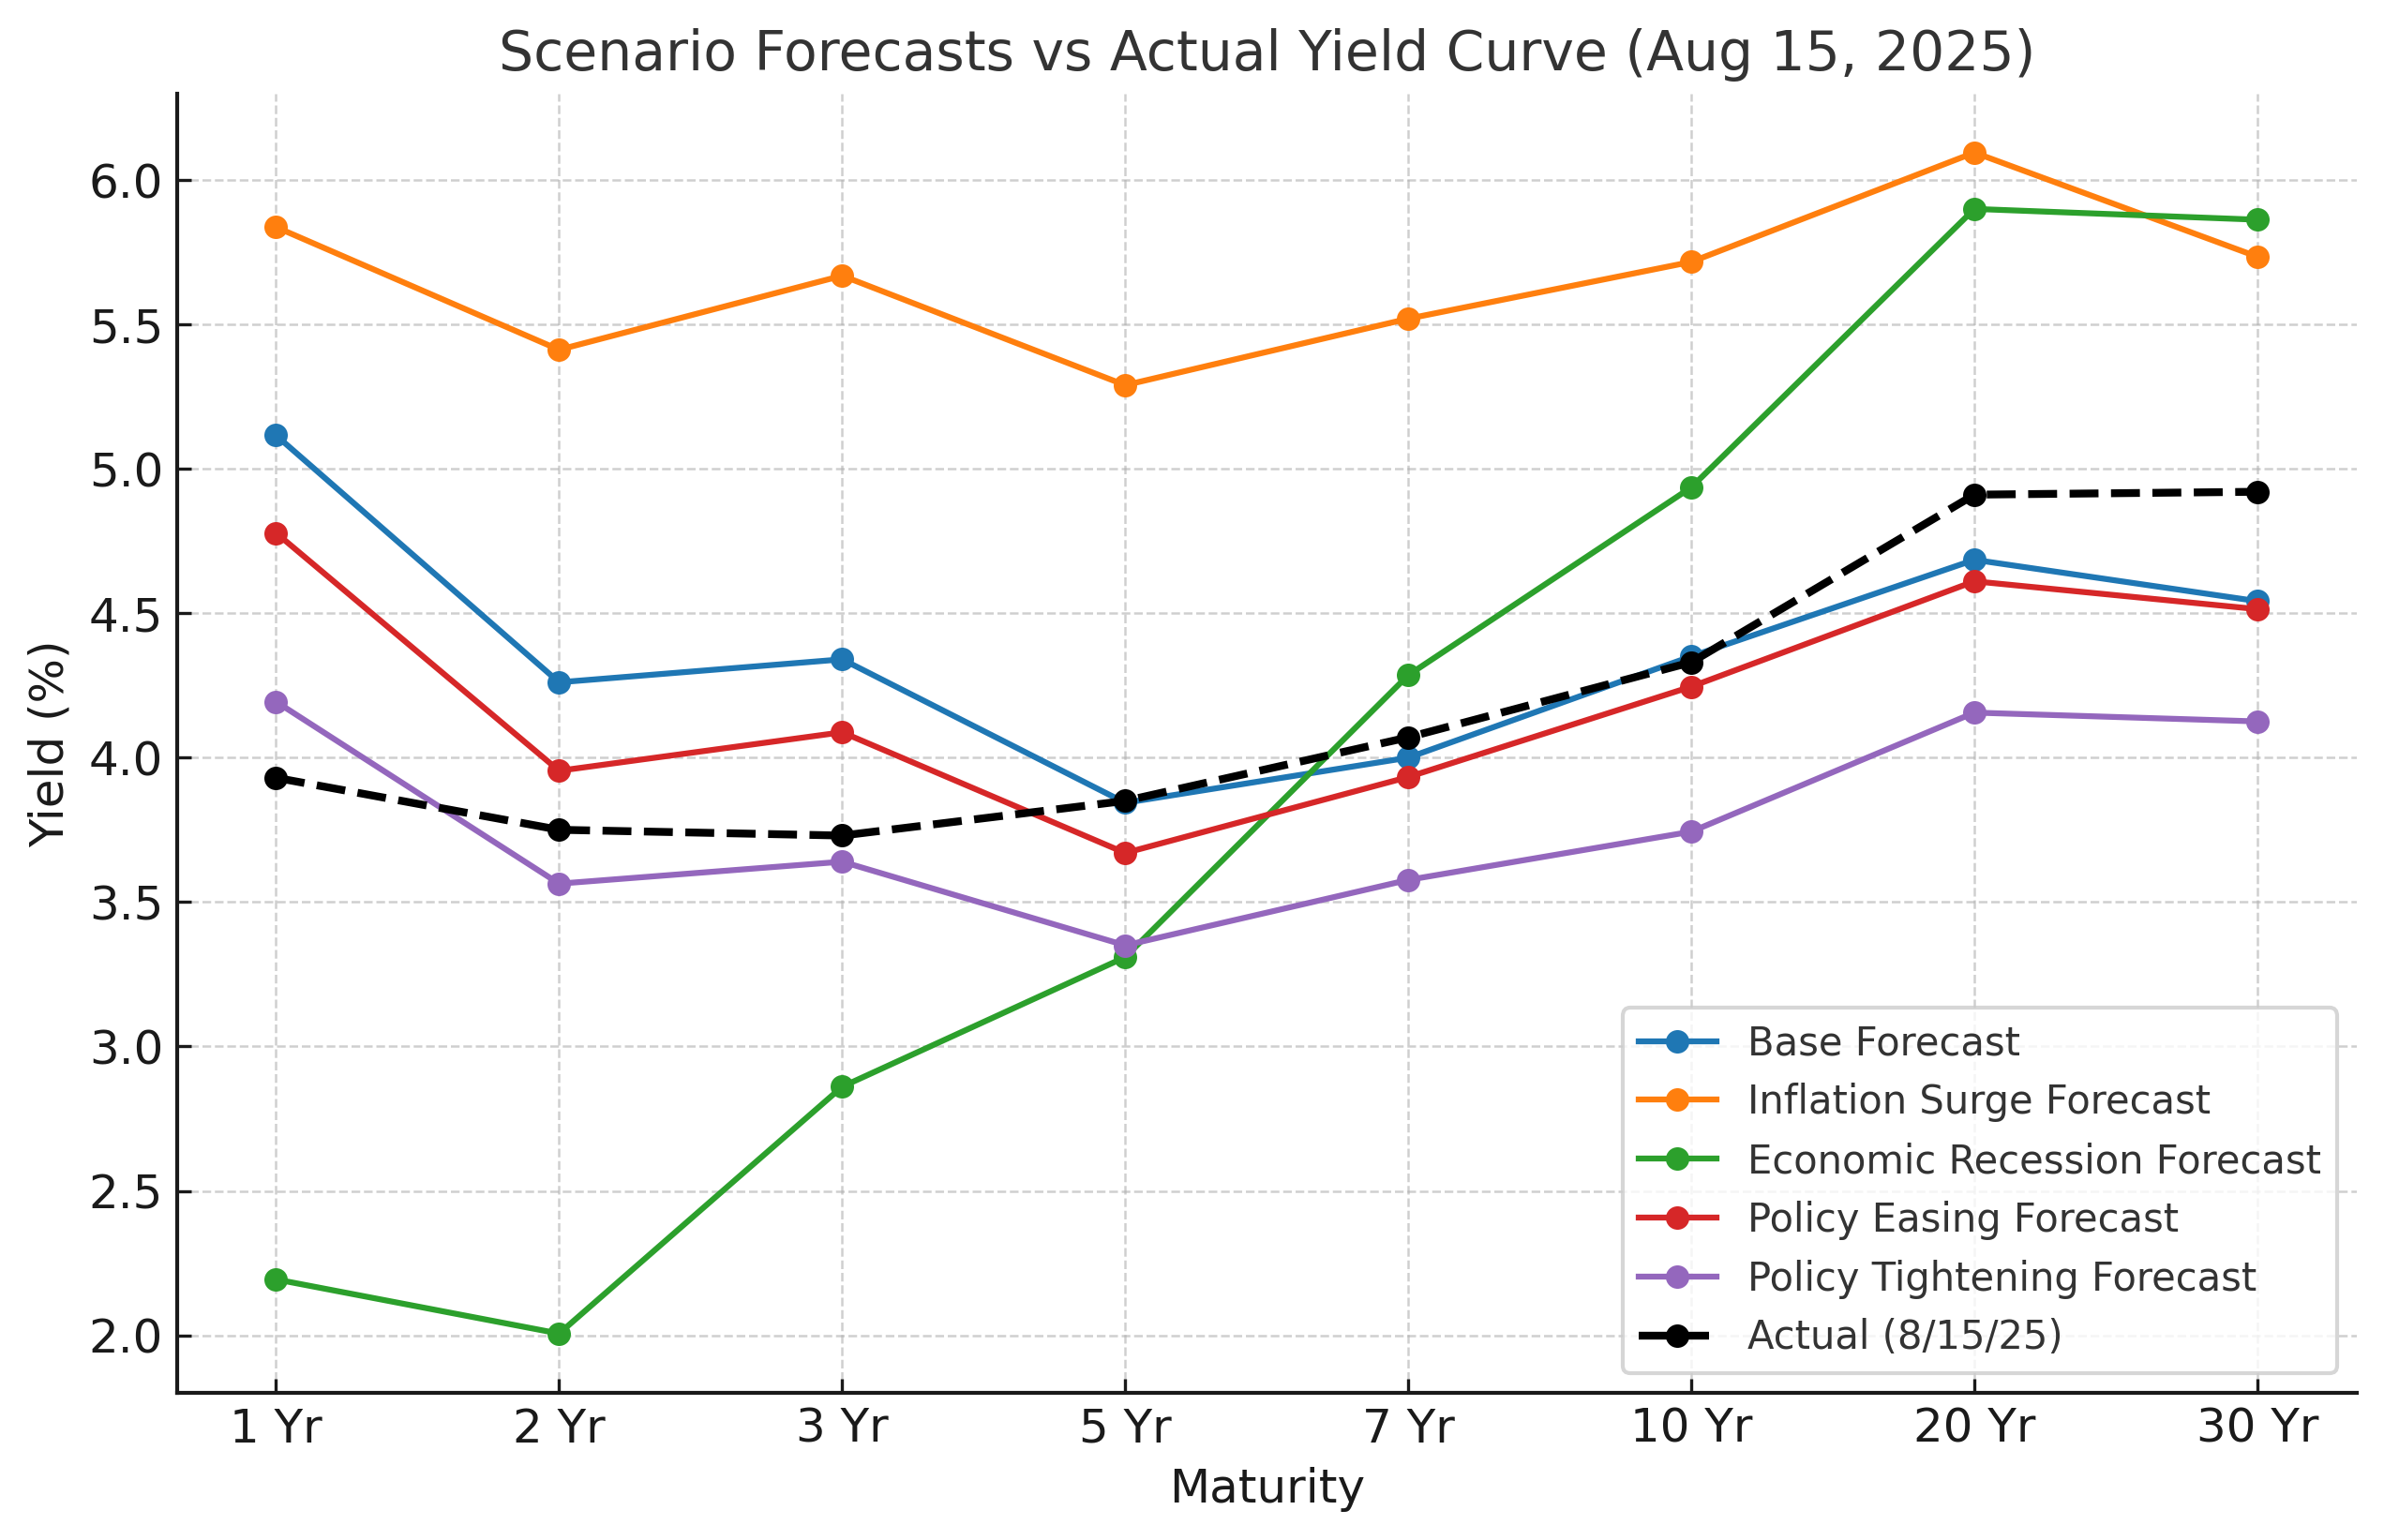 Scenario Forecasts vs Actual Yield Curve (Aug 15, 2025)
Yield (%)
6.0
5.5
5.0
4.5
4.0
3.5
3.0
2.5
2.0
Base Forecast
Inflation Surge Forecast
Economic Recession Forecast
Policy Easing Forecast
Policy Tightening Forecast
Actual (8/15/25)
1 Yr
2 Yr
3 Yr
5 Yr
7 Yr
10 Yr
20 Yr
30 Yr
Maturity